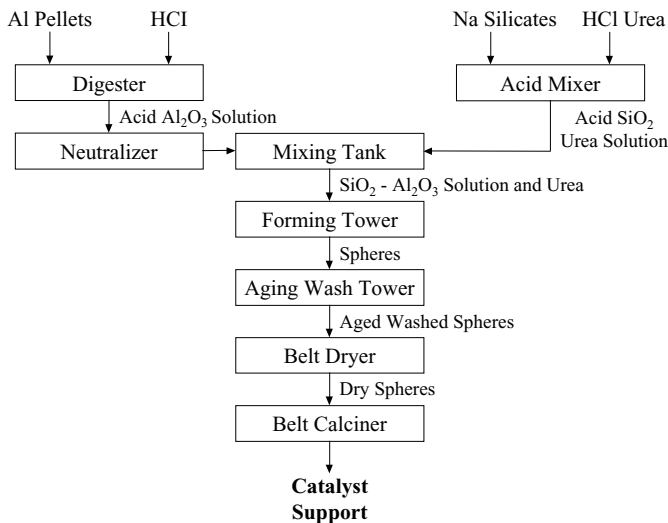 Al Pellets
HCI
Na Silicates
HCl Urea
Digester
Acid Mixer
Acid Al₂O₃ Solution
Acid SiO₂
Urea Solution
Neutralizer
Mixing Tank
SiO₂ - Al₂O₃ Solution and Urea
Forming Tower
Spheres
Aging Wash Tower
Aged Washed Spheres
Belt Dryer
Dry Spheres
Belt Calciner
Catalyst
Support